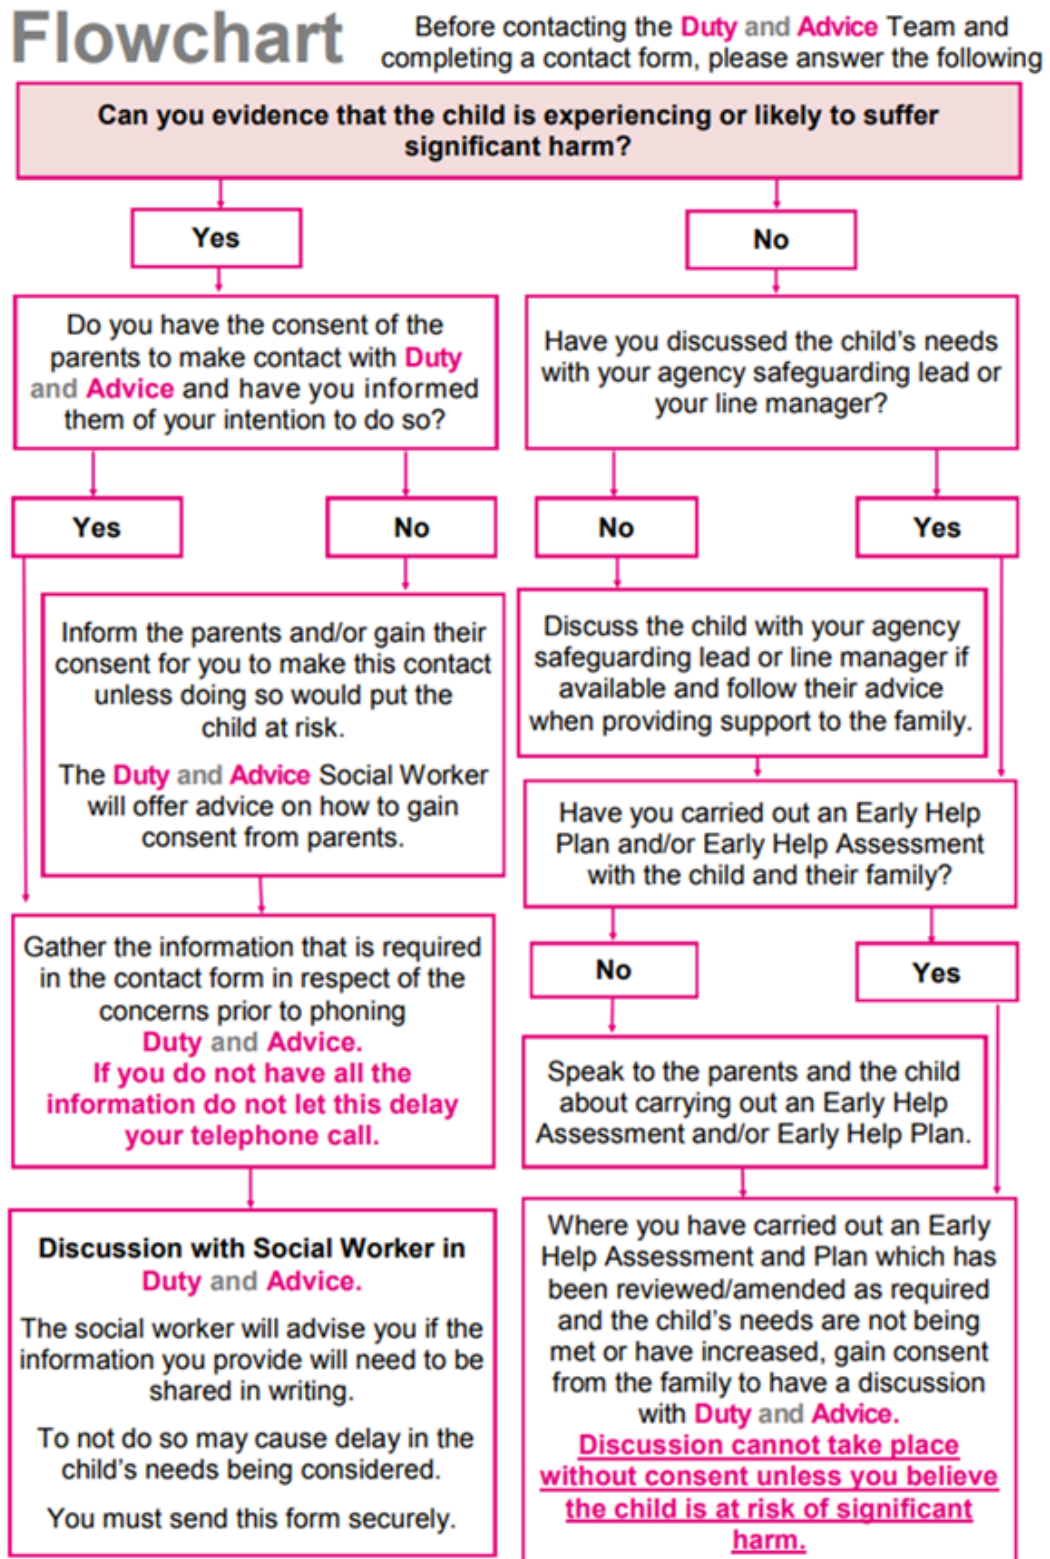 Flowchart
Before contacting the Duty and Advice Team and
completing a contact form, please answer the following
Can you evidence that the child is experiencing or likely to suffer
significant harm?
Yes
No
Do you have the consent of the
parents to make contact with Duty
and Advice and have you informed
them of your intention to do so?
Have you discussed the child's needs
with your agency safeguarding lead or
your line manager?
Yes
No
No
Yes
Inform the parents and/or gain their
consent for you to make this contact
unless doing so would put the
child at risk.
The Duty and Advice Social Worker
will offer advice on how to gain
consent from parents.
Discuss the child with your agency
safeguarding lead or line manager if
available and follow their advice
when providing support to the family.
Have you carried out an Early Help
Plan and/or Early Help Assessment
with the child and their family?
Gather the information that is required
in the contact form in respect of the
concerns prior to phoning
Duty and Advice.
If you do not have all the
information do not let this delay
your telephone call.
No
Yes
Speak to the parents and the child
about carrying out an Early Help
Assessment and/or Early Help Plan.
Discussion with Social Worker in
Duty and Advice.
The social worker will advise you if the
information you provide will need to be
shared in writing.
To not do so may cause delay in the
child's needs being considered.
You must send this form securely.
Where you have carried out an Early
Help Assessment and Plan which has
been reviewed/amended as required
and the child's needs are not being
met or have increased, gain consent
from the family to have a discussion
with Duty and Advice.
Discussion cannot take place
without consent unless you believe
the child is at risk of significant
harm.